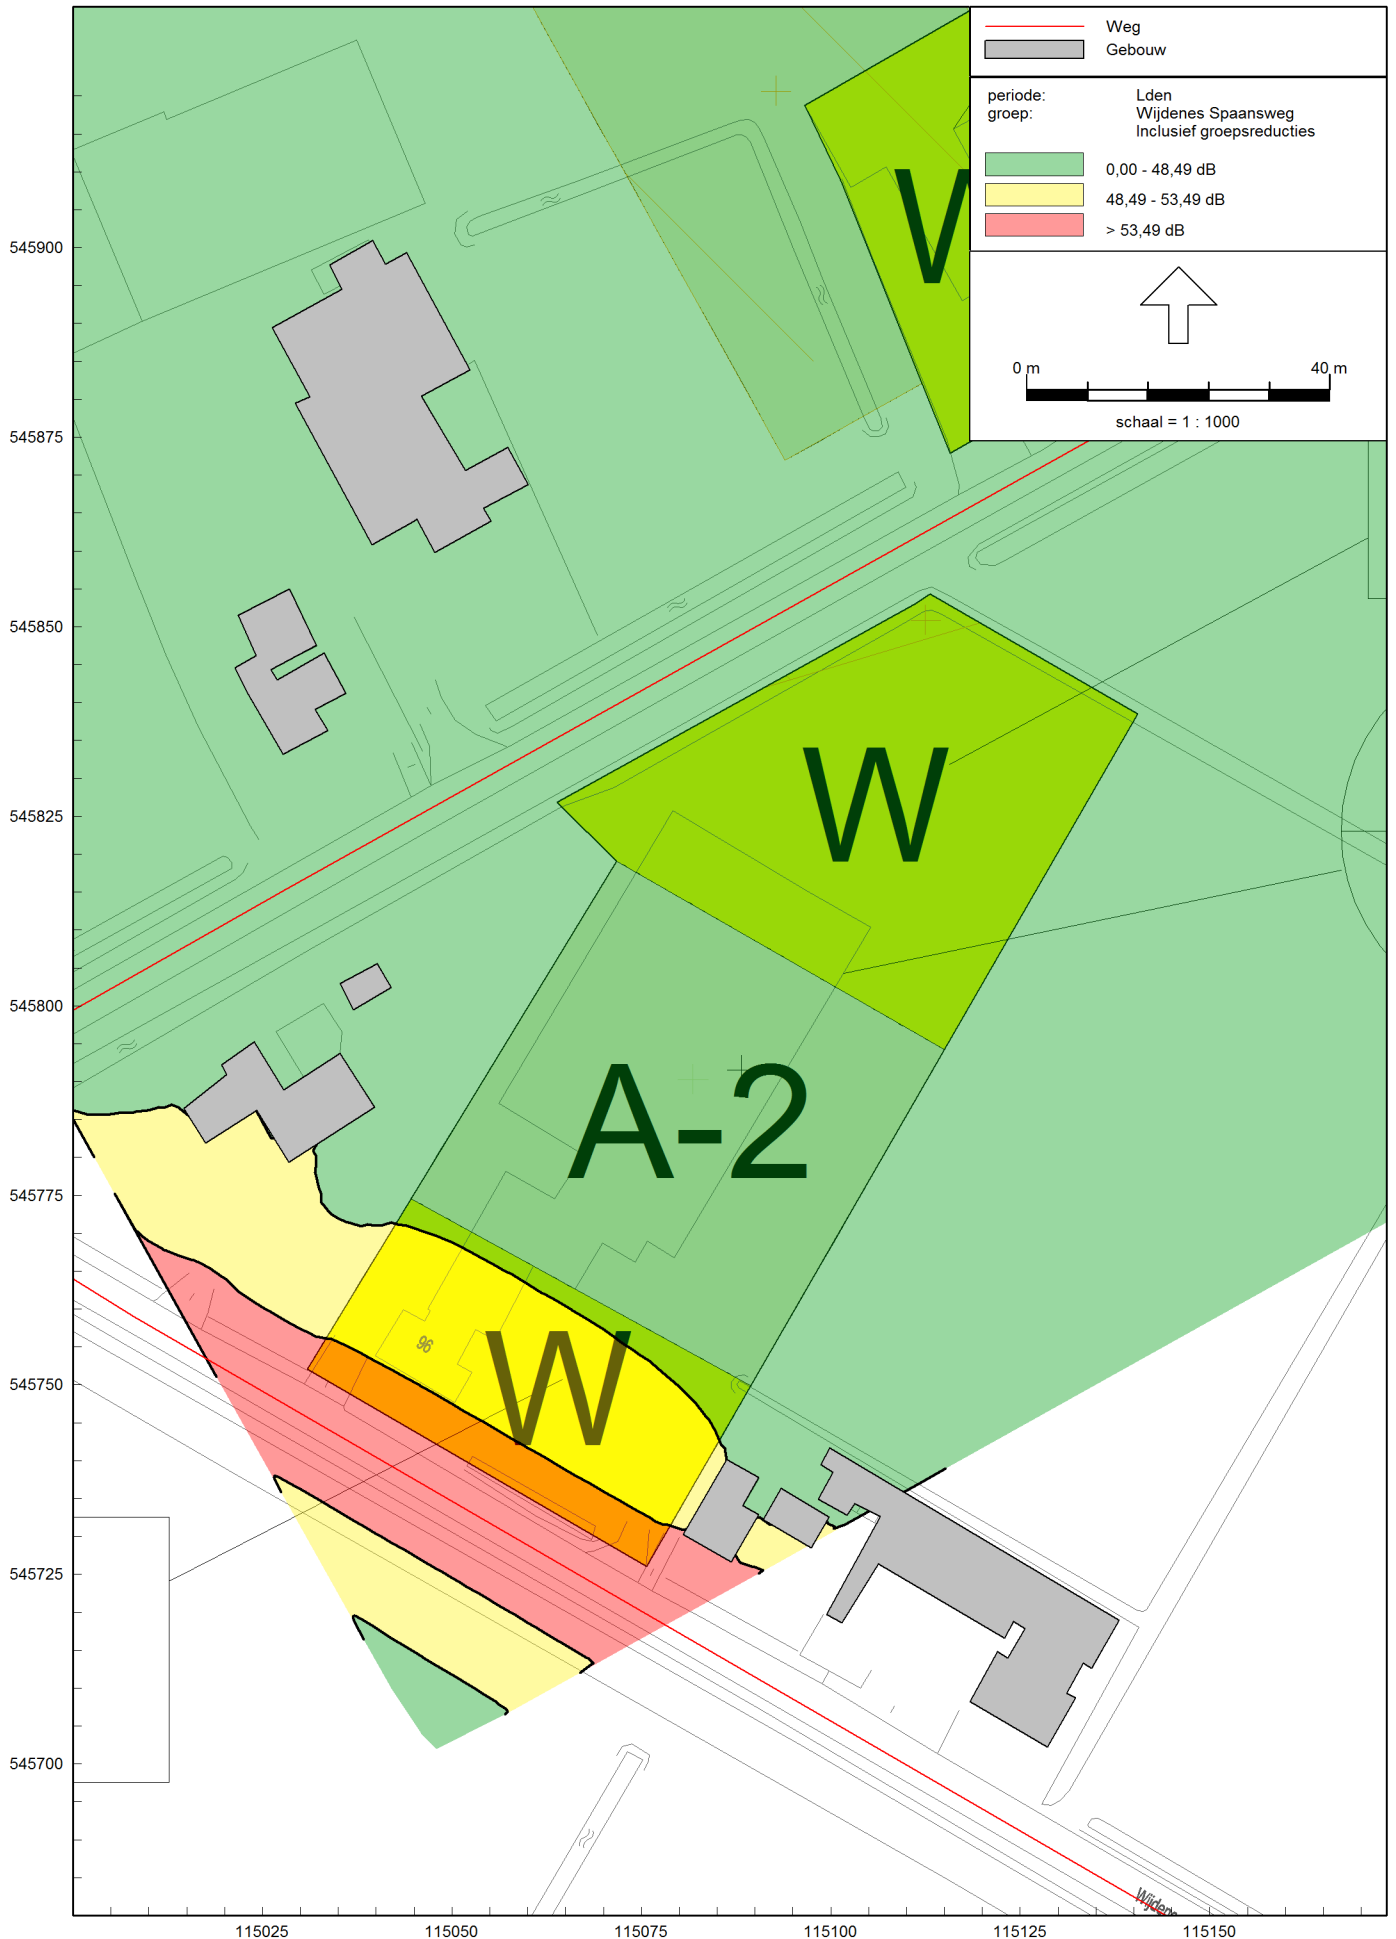 Weg
Gebouw
periode: Lden
groep: Wijdenes Spaansweg
Inclusief groepsreducties
0,00 - 48,49 dB
48,49 - 53,49 dB
> 53,49 dB
0 m 40 m
schaal = 1 : 1000
W
545900
545875
545850
545825
545800
545775
545750
545725
545700
W
A-2
W
96
115025 115050 115075 115100 115125 115150